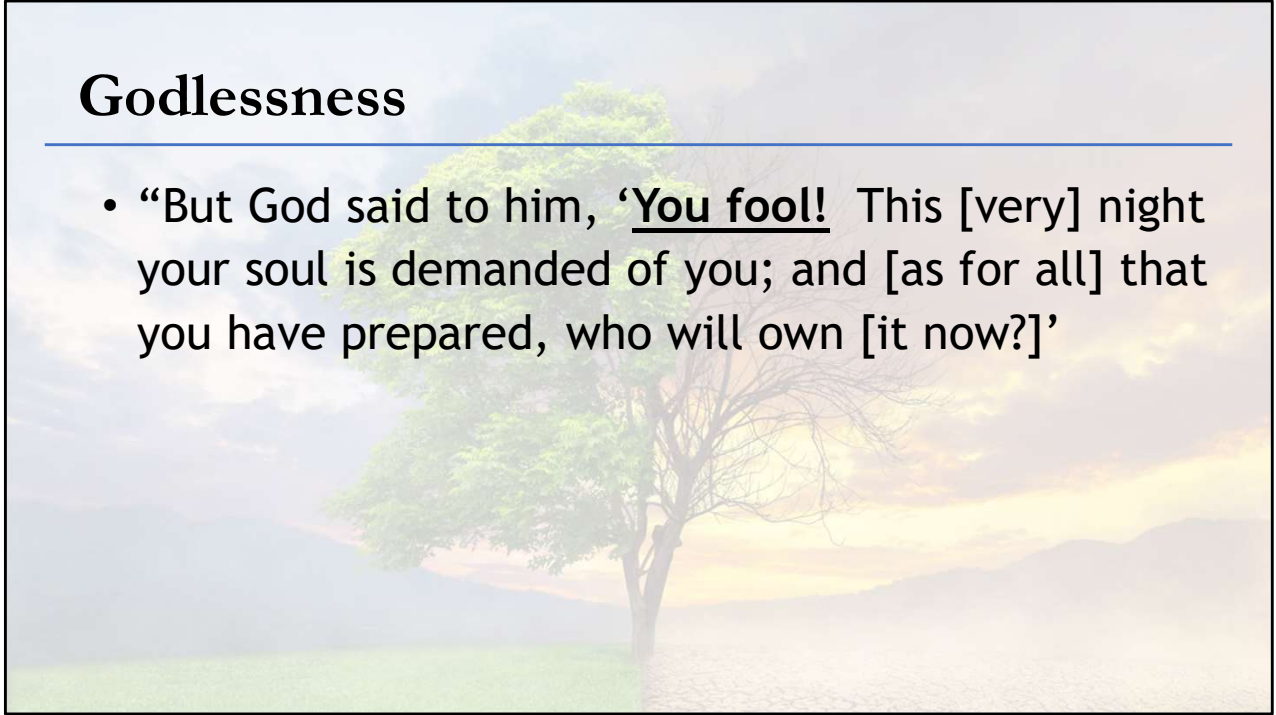 Godlessness
• “But God said to him, ‘You fool!  This [very] night
your soul is demanded of you; and [as for all] that
you have prepared, who will own [it now?]’